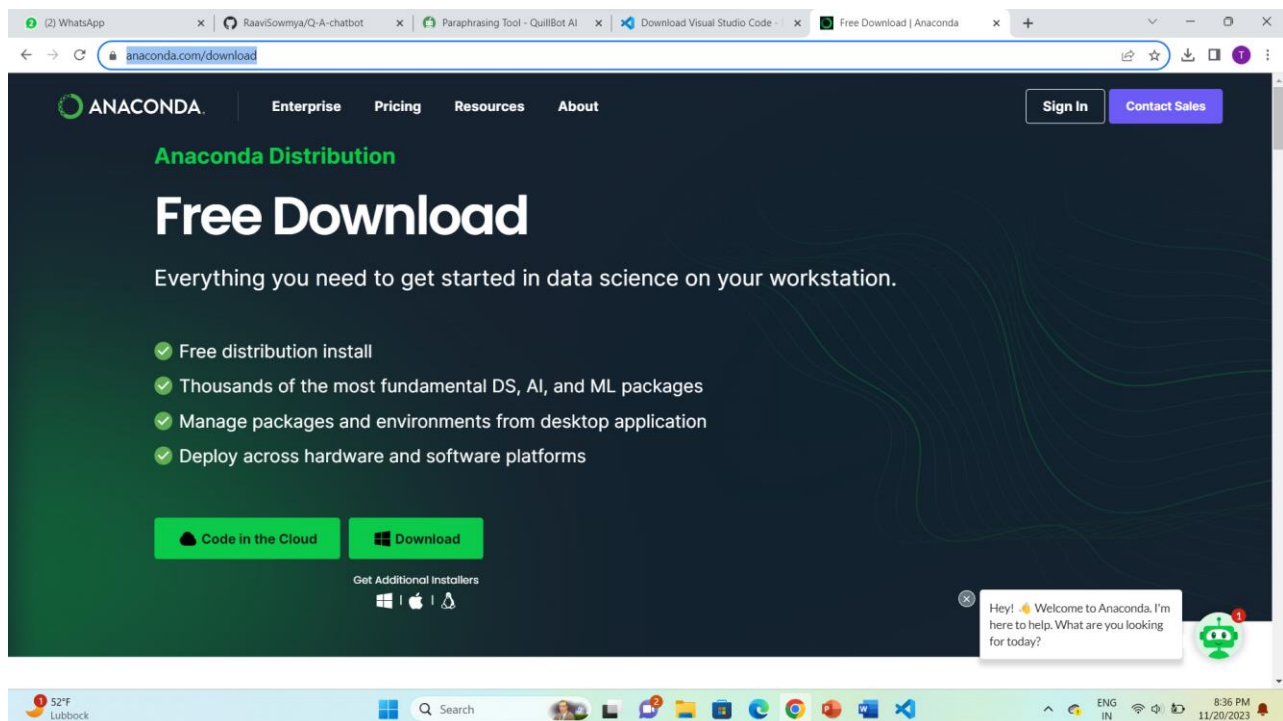 (2) WhatsApp
RaaviSowmya/Q-A-chatbot
Paraphrasing Tool - QuillBot AI
Download Visual Studio Code -
Free Download | Anaconda
anaconda.com/download
T
ANACONDA.
Enterprise
Pricing
Resources
About
Sign In
Contact Sales
Anaconda Distribution
Free Download
Everything you need to get started in data science on your workstation.
Free distribution install
Thousands of the most fundamental DS, AI, and ML packages
Manage packages and environments from desktop application
Deploy across hardware and software platforms
Code in the Cloud
Download
Get Additional Installers
Hey! 👋 Welcome to Anaconda. I'm
here to help. What are you looking
for today?
1
1
52°F
Lubbock
Search
2
ENG
IN
8:36 PM
11/20/2023